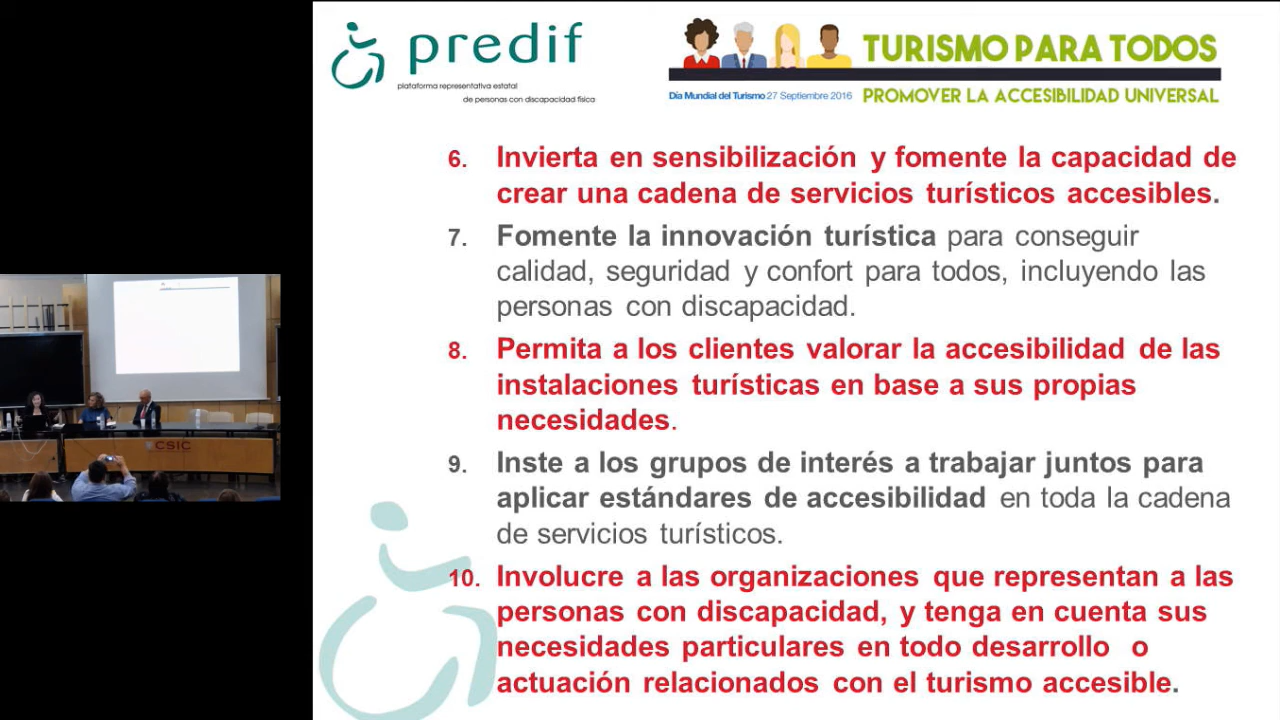 predif
plataforma representativa estatal
de personas con discapacidad física
TURISMO PARA TODOS
Día Mundial del Turismo 27 Septiembre 2016 PROMOVER LA ACCESIBILIDAD UNIVERSAL
6. Invierta en sensibilización y fomente la capacidad de
crear una cadena de servicios turísticos accesibles.
7. Fomente la innovación turística para conseguir
calidad, seguridad y confort para todos, incluyendo las
personas con discapacidad.
8. Permita a los clientes valorar la accesibilidad de las
instalaciones turísticas en base a sus propias
necesidades.
9. Inste a los grupos de interés a trabajar juntos para
aplicar estándares de accesibilidad en toda la cadena
de servicios turísticos.
10. Involucre a las organizaciones que representan a las
personas con discapacidad, y tenga en cuenta sus
necesidades particulares en todo desarrollo o
actuación relacionados con el turismo accesible.
CSIC